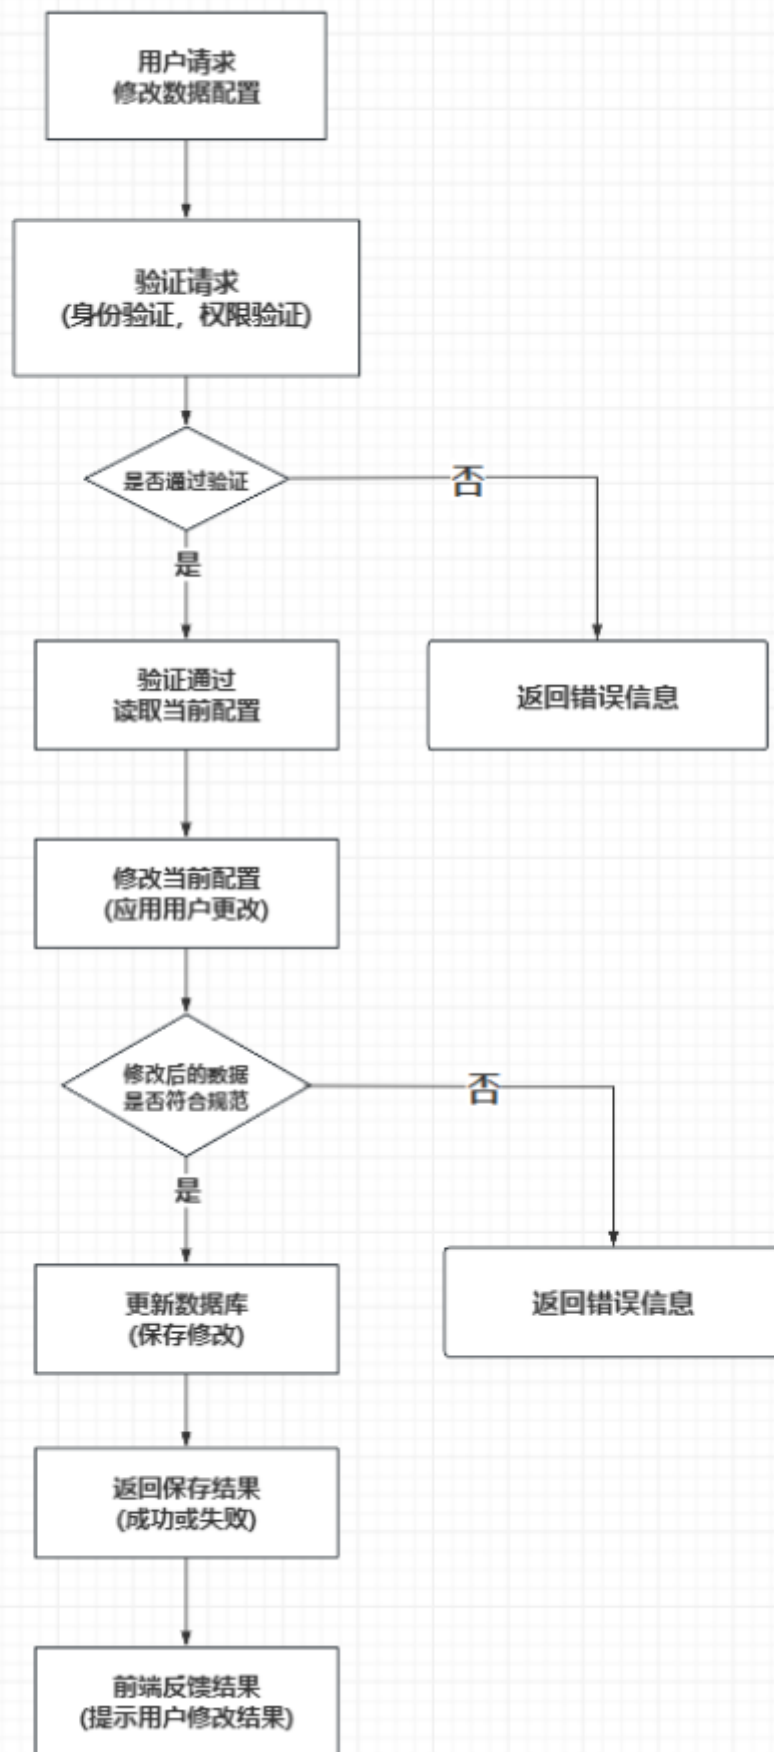 用户请求
修改数据配置
验证请求
(身份验证，权限验证)
是否通过验证
否
是
验证通过
读取当前配置
返回错误信息
修改当前配置
(应用用户更改)
修改后的数据
是否符合规范
否
是
更新数据库
(保存修改)
返回错误信息
返回保存结果
(成功或失败)
前端反馈结果
(提示用户修改结果)